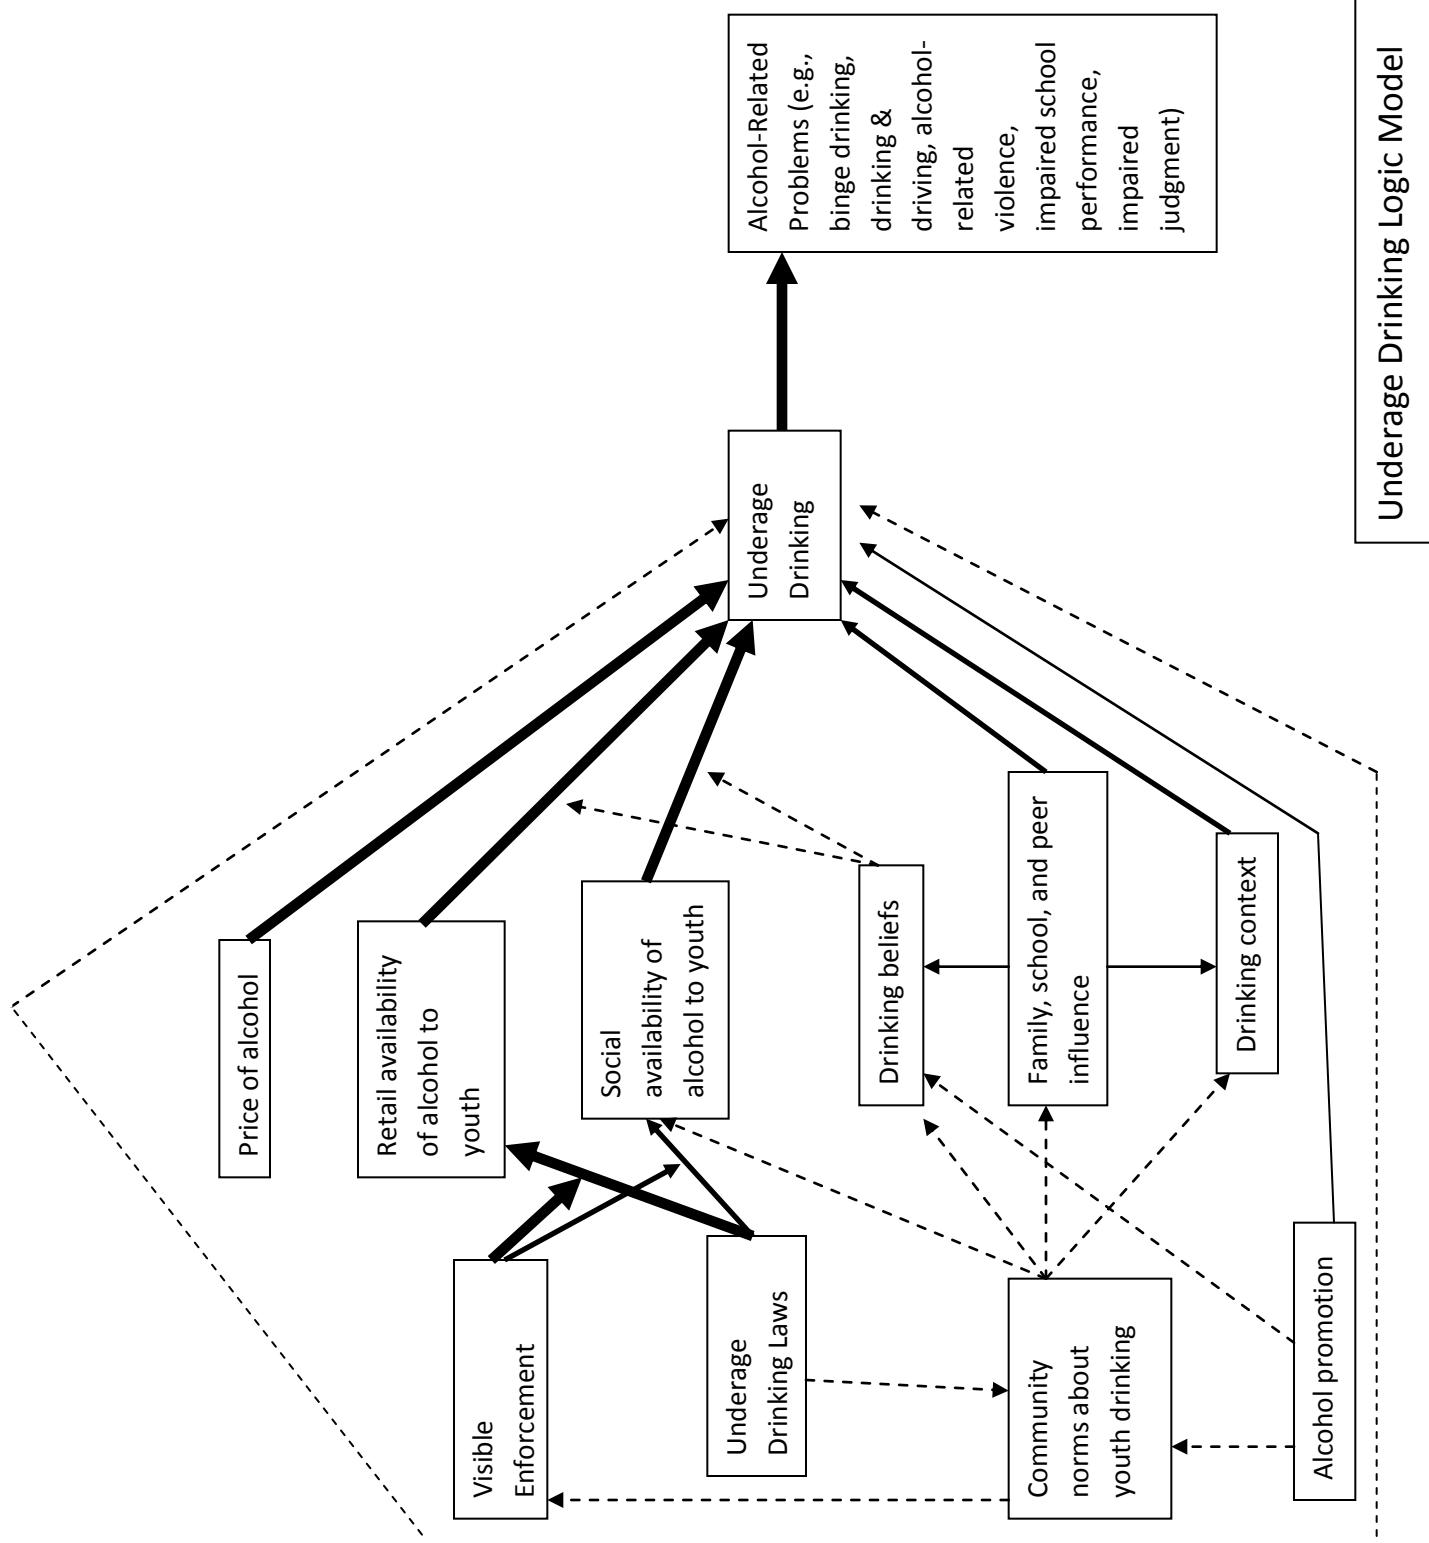 Visible
Enforcement
Underage
Drinking Laws
Community
norms about
youth drinking
Alcohol promotion
Price of alcohol
Retail availability
of alcohol to
youth
Social
availability of
alcohol to youth
Drinking beliefs
Family, school, and peer
influence
Drinking context
Underage
Drinking
Alcohol-Related
Problems (e.g.,
binge drinking,
drinking &
driving, alcohol-
related
violence,
impaired school
performance,
impaired
judgment)
Underage Drinking Logic Model